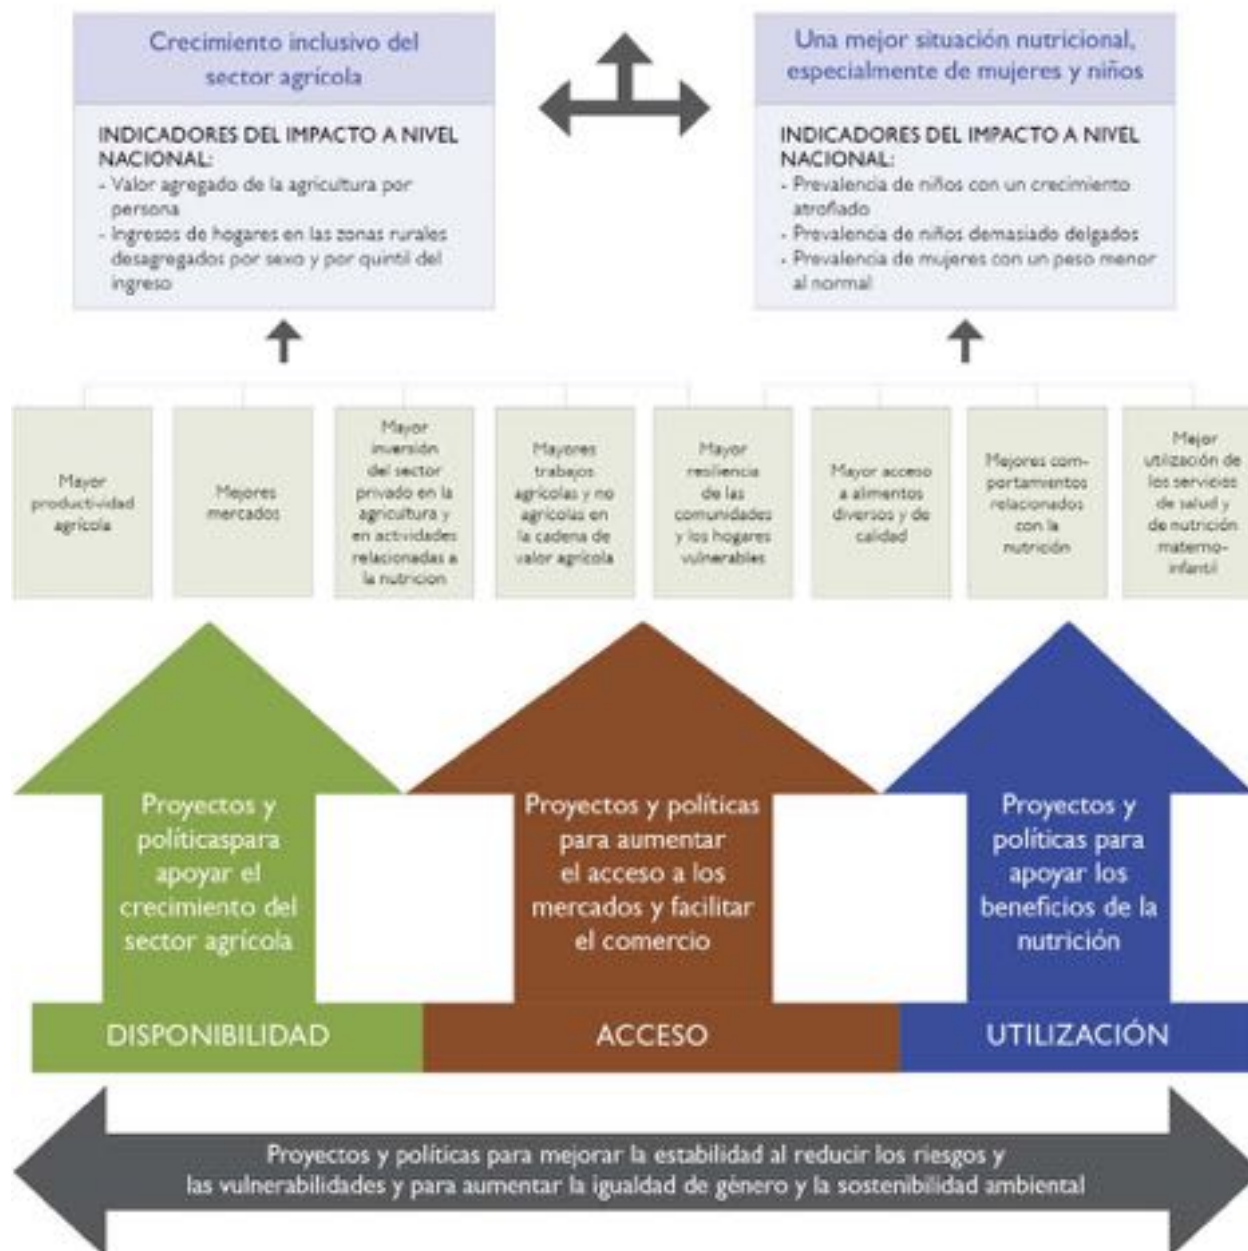 Crecimiento inclusivo del
sector agrícola
INDICADORES DEL IMPACTO A NIVEL
NACIONAL:
- Valor agregado de la agricultura por
persona
- Ingresos de hogares en las zonas rurales
desagregados por sexo y por quintil del
ingreso
Una mejor situación nutricional,
especialmente de mujeres y niños
INDICADORES DEL IMPACTO A NIVEL
NACIONAL:
- Prevalencia de niños con un crecimiento
atrofiado
- Prevalencia de niños demasiado delgados
- Prevalencia de mujeres con un peso menor
al normal
Mayor
productividad
agrícola
Mejores
mercados
Mayor
inversión
del sector
privado en la
agricultura y
en actividades
relacionadas a
la nutricion
Mayores
trabajos
agrícolas y no
agrícolas en
la cadena de
valor agrícola
Mayor
resiliencia
de las
comunidades
y los hogares
vulnerables
Mayor acceso
a alimentos
diversos y de
calidad
Mejores com-
portamientos
relacionados
con la
nutrición
Mejor
utilización de
los servicios
de salud y
de nutrición
materno-
infantil
Proyectos y
políticaspara
apoyar el
crecimiento del
sector agrícola
Proyectos y políticas
para aumentar
el acceso a los
mercados y facilitar
el comercio
Proyectos y
políticas para
apoyar los
beneficios de la
nutrición
DISPONIBILIDAD
ACCESO
UTILIZACIÓN
Proyectos y políticas para mejorar la estabilidad al reducir los riesgos y
las vulnerabilidades y para aumentar la igualdad de género y la sostenibilidad ambiental